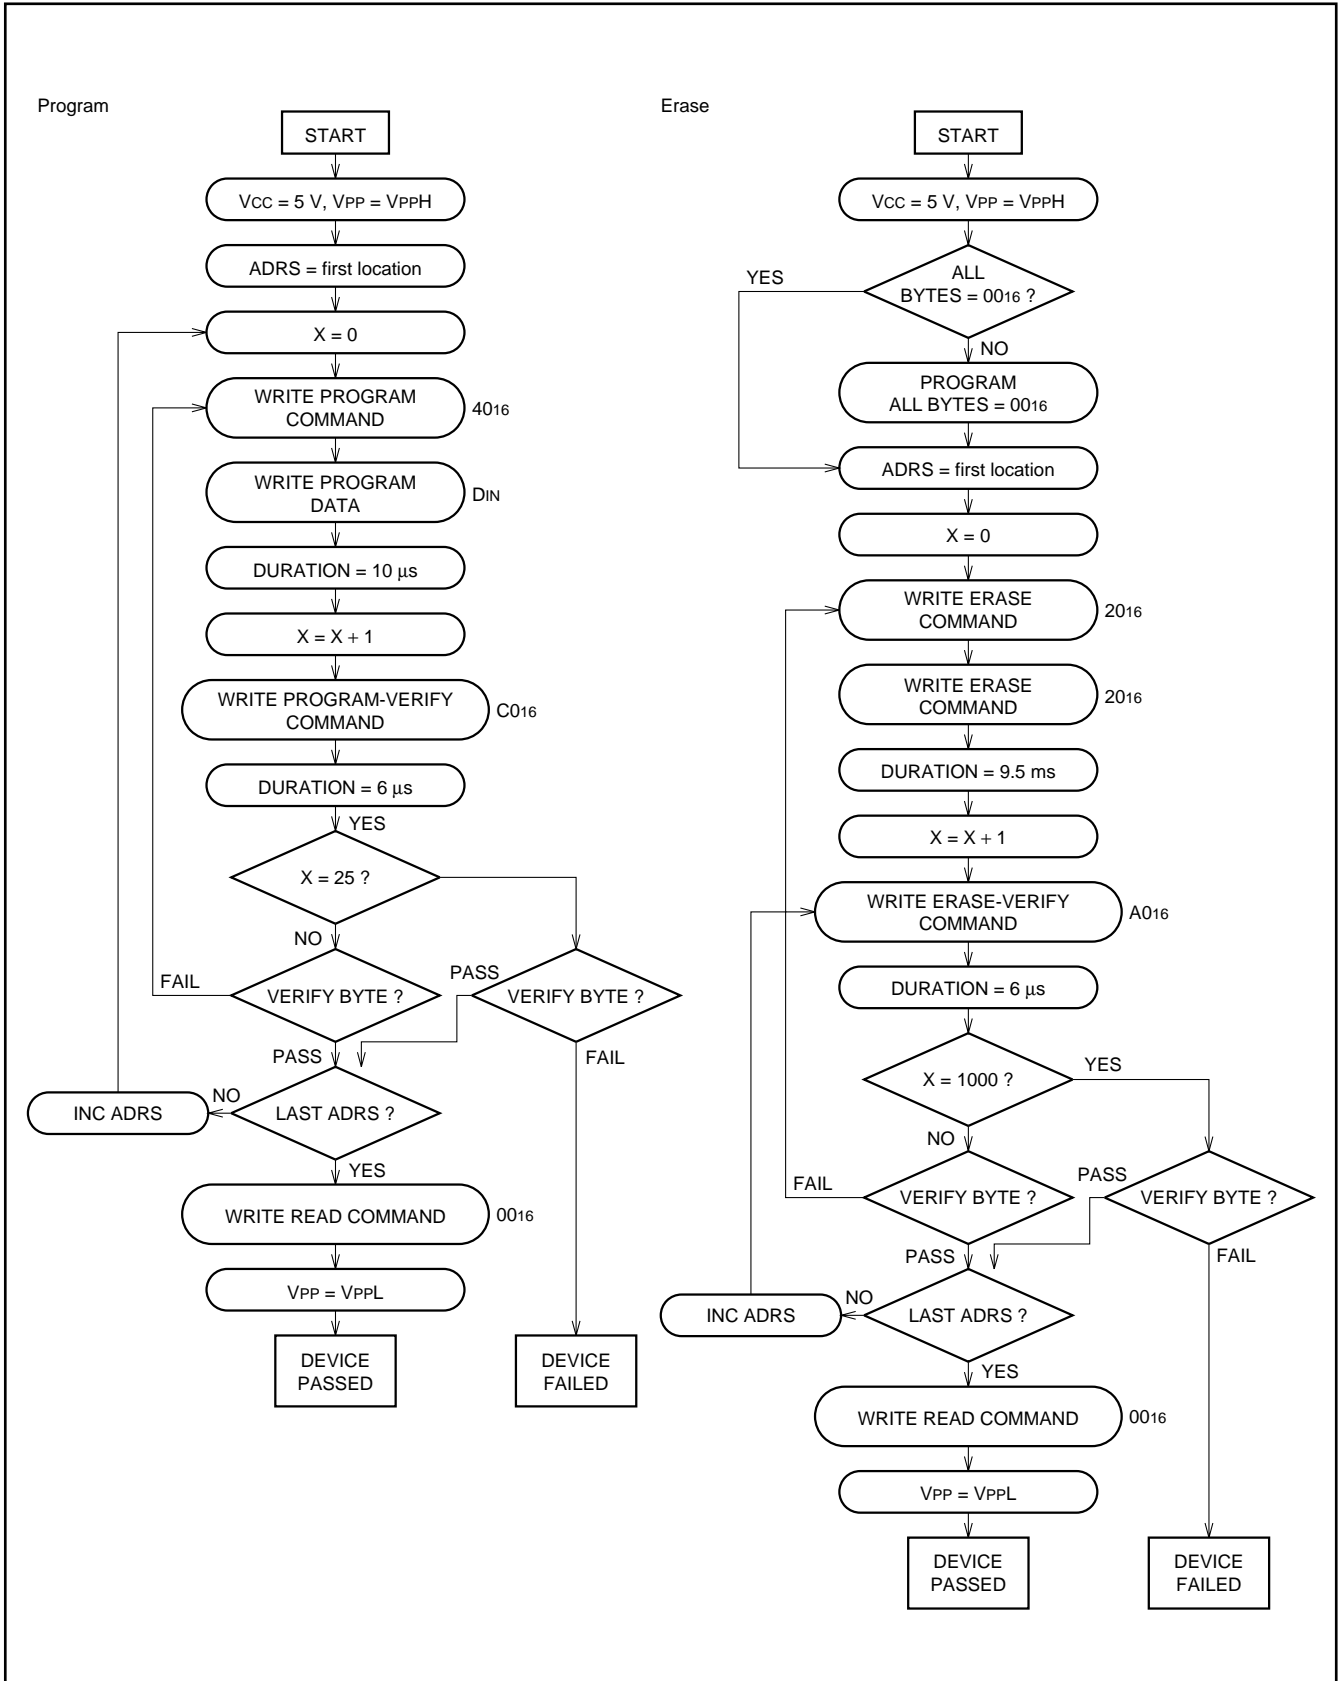 Program
START
VCC = 5 V, VPP = VPPH
ADRS = first location
X = 0
WRITE PROGRAM
COMMAND
4016
WRITE PROGRAM
DATA
DIN
DURATION = 10 μs
X = X + 1
WRITE PROGRAM-VERIFY
COMMAND
C016
DURATION = 6 μs
YES
X = 25 ?
NO
FAIL
VERIFY BYTE ?
PASS
VERIFY BYTE ?
PASS
FAIL
INC ADRS
NO
LAST ADRS ?
YES
WRITE READ COMMAND
0016
VPP = VPPL
DEVICE
PASSED
DEVICE
FAILED
Erase
START
VCC = 5 V, VPP = VPPH
YES
ALL
BYTES = 0016 ?
NO
PROGRAM
ALL BYTES = 0016
ADRS = first location
X = 0
WRITE ERASE
COMMAND
2016
WRITE ERASE
COMMAND
2016
DURATION = 9.5 ms
X = X + 1
WRITE ERASE-VERIFY
COMMAND
A016
DURATION = 6 μs
X = 1000 ?
YES
NO
FAIL
VERIFY BYTE ?
PASS
VERIFY BYTE ?
PASS
FAIL
INC ADRS
NO
LAST ADRS ?
YES
WRITE READ COMMAND
0016
VPP = VPPL
DEVICE
PASSED
DEVICE
FAILED